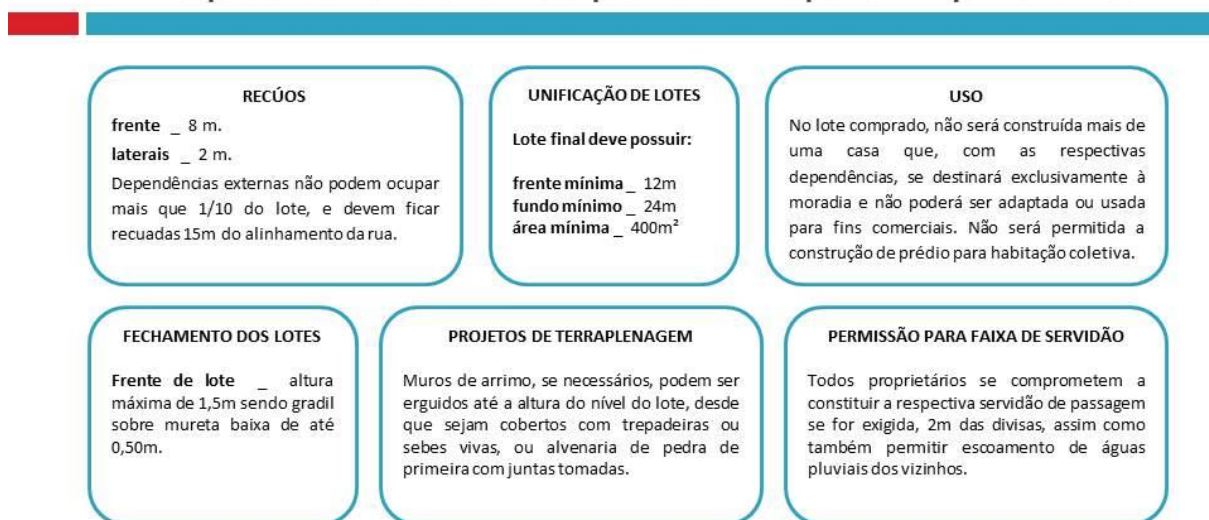 RECÚOS
frente _ 8 m.
laterais _ 2 m.
Dependências externas não podem ocupar
mais que 1/10 do lote, e devem ficar
recuadas 15m do alinhamento da rua.
UNIFICAÇÃO DE LOTES
Lote final deve possuir:
frente mínima _ 12m
fundo mínimo _ 24m
área mínima _ 400m²
USO
No lote comprado, não será construída mais de
uma casa que, com as respectivas
dependências, se destinará exclusivamente à
moradia e não poderá ser adaptada ou usada
para fins comerciais. Não será permitida a
construção de prédio para habitação coletiva.
FECHAMENTO DOS LOTES
Frente de lote _ altura
máxima de 1,5m sendo gradil
sobre mureta baixa de até
0,50m.
PROJETOS DE TERRAPLENAGEM
Muros de arrimo, se necessários, podem ser
erguidos até a altura do nível do lote, desde
que sejam cobertos com trepadeiras ou
sebes vivas, ou alvenaria de pedra de
primeira com juntas tomadas.
PERMISSÃO PARA FAIXA DE SERVIDÃO
Todos proprietários se comprometem a
constituir a respectiva servidão de passagem
se for exigida, 2m das divisas, assim como
também permitir escoamento de águas
pluviais dos vizinhos.